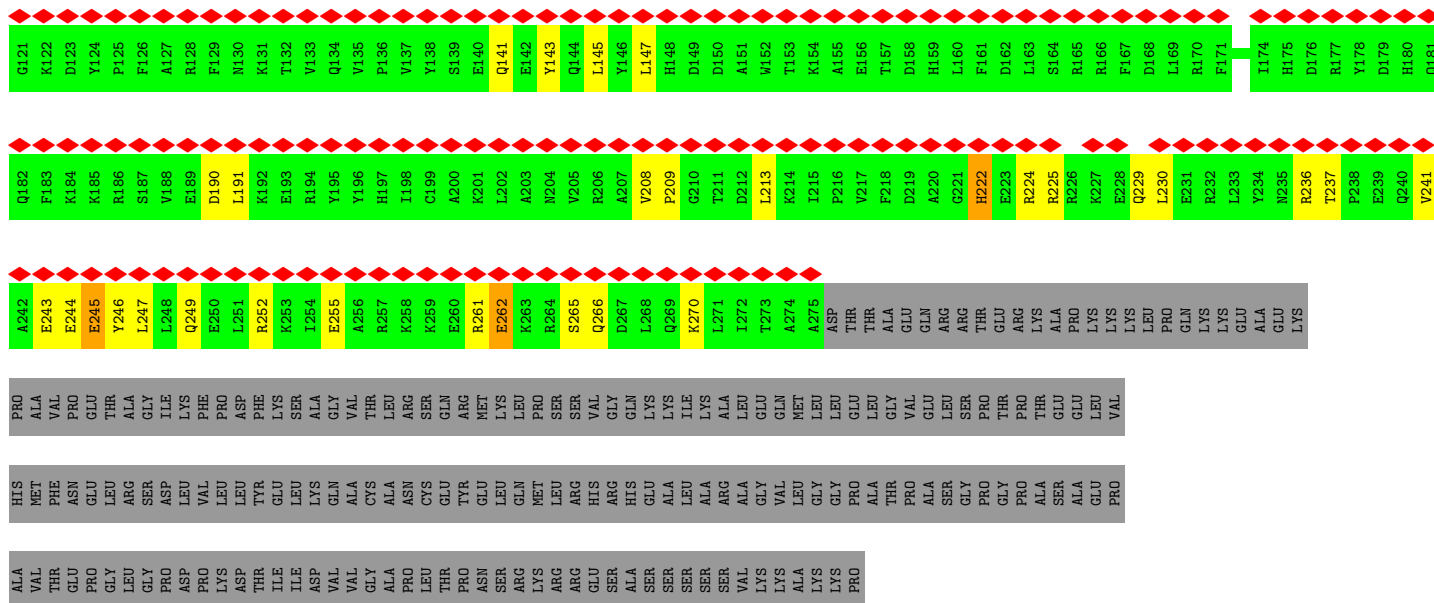 G121 K122 D123 Y124 P125 F126 A127 R128 F129 N130 K131 T132 V133 Q134 V135 P136 V137 Y138 S139 E140 Q141 E142 Y143 Q144 L145 Y146 L147 H148 D149 D150 A151 W152 T153 K154 A155 E156 T157 D158 H159 L160 F161 D162 L163 S164 R165 R166 F167 D168 L169 R170 F171 I174 H175 D176 R177 Y178 D179 H180 Q181
Q182 F183 K184 K185 R186 S187 V188 E189 D190 L191 K192 E193 R194 Y195 Y196 H197 I198 C199 A200 K201 L202 A203 N204 V205 R206 A207 V208 P209 G210 T211 D212 L213 K214 I215 P216 V217 F218 D219 A220 G221 H222 E223 R224 R225 R226 K227 E228 Q229 L230 E231 R232 L233 Y234 N235 R236 T237 P238 E239 Q240 V241
A242 E243 E244 E245 Y246 L247 L248 Q249 E250 L251 R252 K253 I254 E255 A256 R257 K258 K259 E260 R261 E262 K263 R264 S265 Q266 D267 L268 Q269 K270 L271 I272 T273 A274 A275 ASP THR THR ALA GLU GLN ARG ARG THR GLU ARG LYS ALA PRO LYS LYS LYS LEU PRO GLN LYS LYS GLU ALA GLU LYS
PRO ALA VAL PRO GLU THR ALA GLY ILE LYS PHE PRO ASP PHE LYS SER ALA GLY VAL THR LEU ARG SER GLN ARG MET LYS LEU PRO SER SER VAL GLY GLN LYS LYS ILE LYS ALA LEU GLU GLN MET LEU LEU GLU LEU GLY VAL GLU LEU SER PRO THR PRO THR GLU GLU LEU VAL
HIS MET PHE ASN GLU LEU ARG SER ASP LEU VAL LEU LEU TYR GLU LEU LYS GLN ALA CYS ALA ASN CYS GLU TYR GLU LEU GLN MET LEU ARG HIS ARG HIS GLU ALA LEU ALA ARG ALA GLY VAL LEU GLY GLY PRO ALA THR PRO ALA SER GLY PRO GLY PRO ALA SER ALA GLU PRO
ALA VAL THR GLU PRO GLY LEU GLY PRO ASP PRO LYS ASP THR ILE ILE ASP VAL VAL GLY ALA PRO LEU THR PRO ASN SER ARG LYS ARG ARG GLU SER ALA SER SER SER SER SER VAL LYS LYS ALA LYS LYS PRO